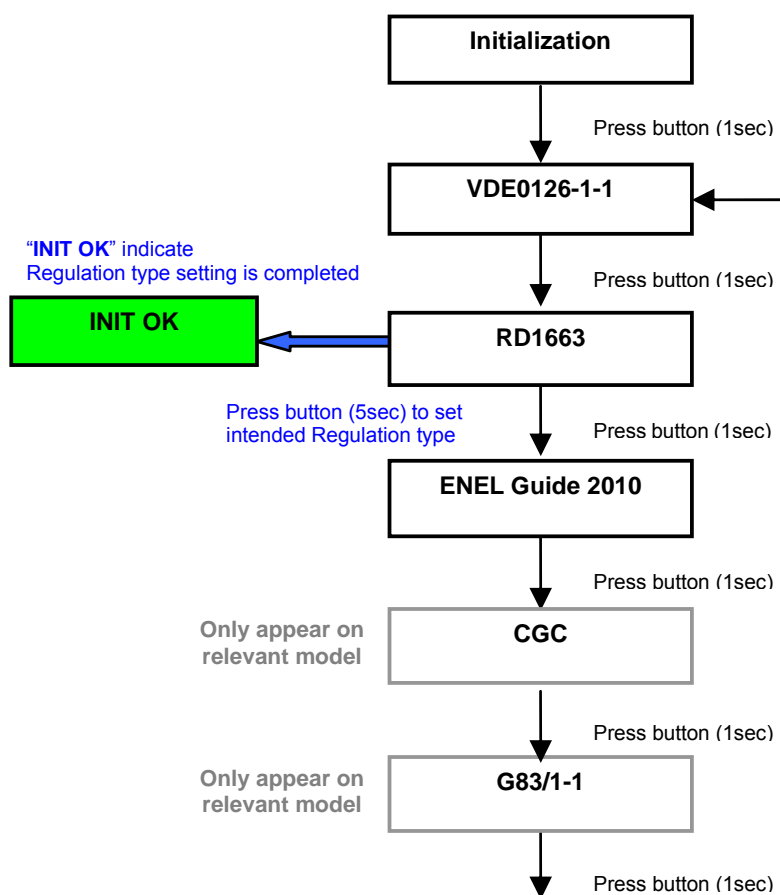 Initialization
Press button (1sec)
VDE0126-1-1
“INIT OK” indicate
Regulation type setting is completed
Press button (1sec)
INIT OK
RD1663
Press button (5sec) to set
intended Regulation type
Press button (1sec)
ENEL Guide 2010
Press button (1sec)
Only appear on
relevant model
CGC
Press button (1sec)
Only appear on
relevant model
G83/1-1
Press button (1sec)